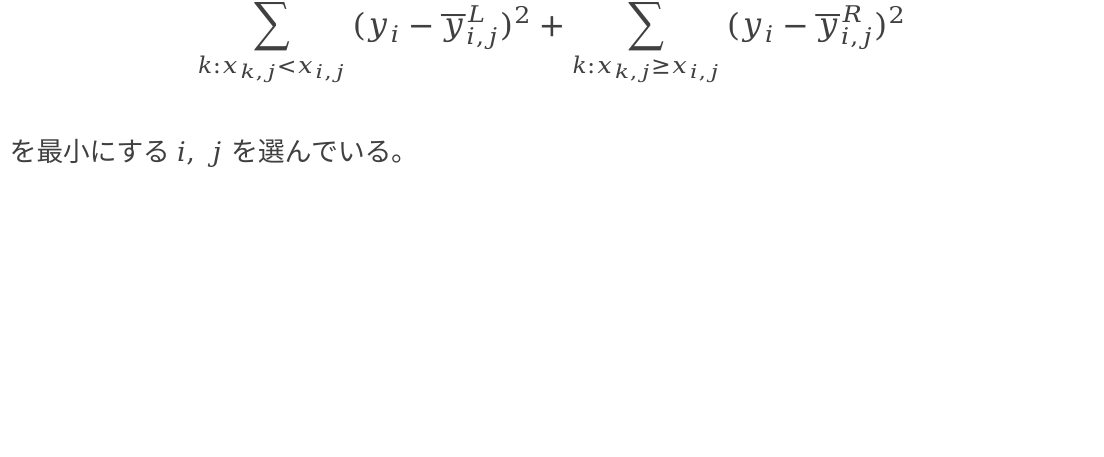 ∑_{k:x_{k,j}<x_{i,j}} (y_i − y̅^L_{i,j})² + ∑_{k:x_{k,j}≥x_{i,j}} (y_i − y̅^R_{i,j})²
を最小にする i, j を選んでいる。